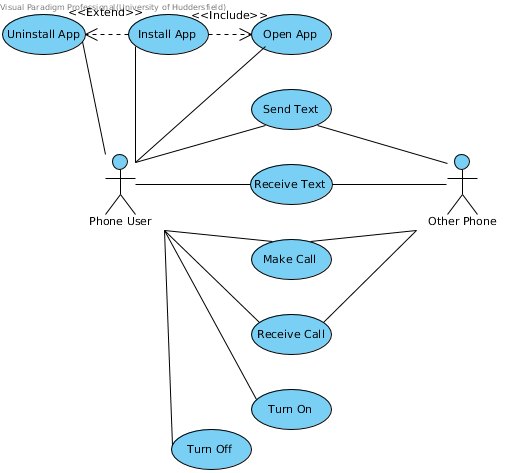 Visual Paradigm Professional(University of Huddersfield)
<<Extend>>
<<Include>>
Uninstall App
Install App
Open App
Send Text
Receive Text
Phone User
Other Phone
Make Call
Receive Call
Turn On
Turn Off